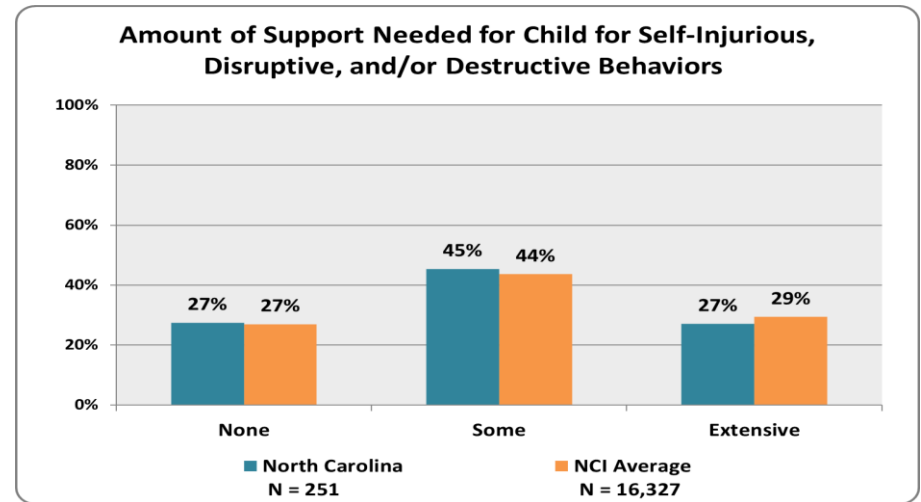 Amount of Support Needed for Child for Self-Injurious,
Disruptive, and/or Destructive Behaviors
100%
80%
60%
40%
20%
0%
27%
27%
45%
44%
27%
29%
None
Some
Extensive
North Carolina
N = 251
NCI Average
N = 16,327